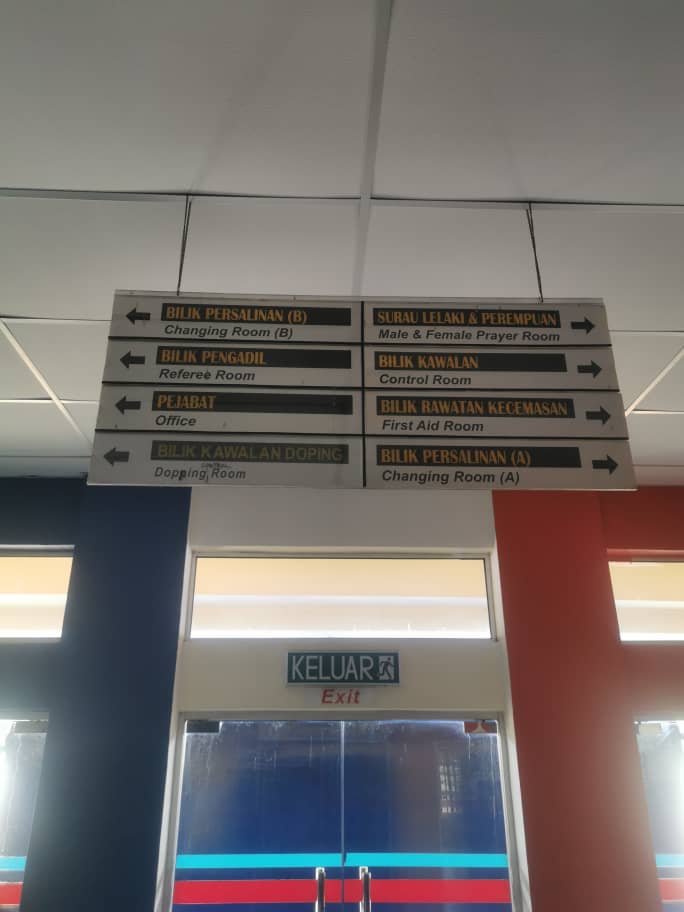 BILIK PERSALINAN (B)
Changing Room (B)
BILIK PENGADIL
Referee Room
PEJABAT
Office
BILIK KAWALAN DOPING
Dopping Room
SURAU LELAKI & PEREMPUAN
Male & Female Prayer Room
BILIK KAWALAN
Control Room
BILIK RAWATAN KECEMASAN
First Aid Room
BILIK PERSALINAN (A)
Changing Room (A)
KELUAR
Exit